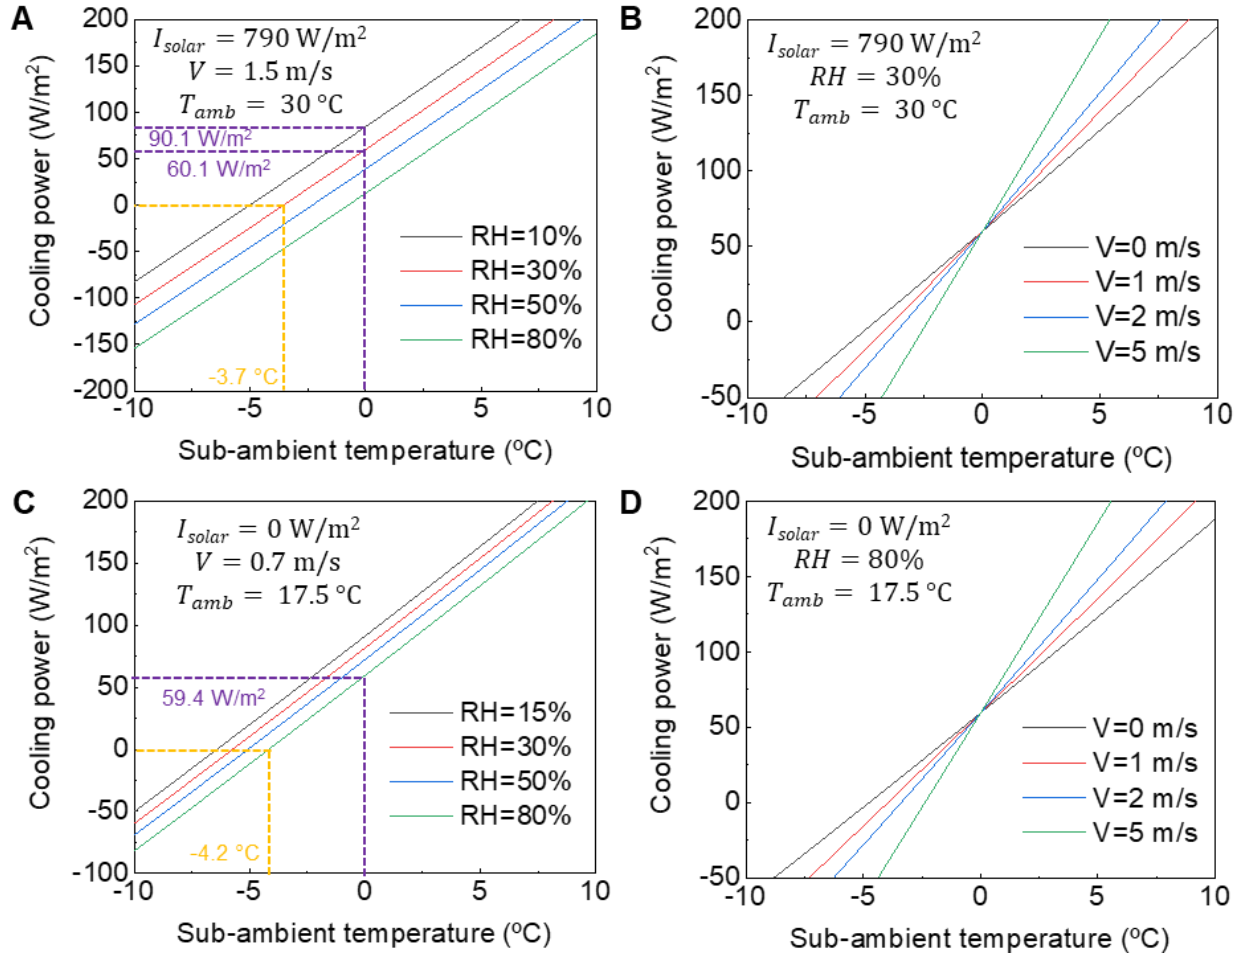 A
Cooling power (W/m²)
200
150
100
50
0
-50
-100
-150
-200
I_solar = 790 W/m²
V = 1.5 m/s
T_amb = 30 °C
90.1 W/m²
60.1 W/m²
-3.7 °C
RH=10%
RH=30%
RH=50%
RH=80%
-10 -5 0 5 10
Sub-ambient temperature (ºC)
B
Cooling power (W/m²)
200
150
100
50
0
-50
I_solar = 790 W/m²
RH = 30%
T_amb = 30 °C
V=0 m/s
V=1 m/s
V=2 m/s
V=5 m/s
-10 -5 0 5 10
Sub-ambient temperature (ºC)
C
Cooling power (W/m²)
200
150
100
50
0
-50
-100
I_solar = 0 W/m²
V = 0.7 m/s
T_amb = 17.5 °C
59.4 W/m²
-4.2 °C
RH=15%
RH=30%
RH=50%
RH=80%
-10 -5 0 5 10
Sub-ambient temperature (ºC)
D
Cooling power (W/m²)
200
150
100
50
0
-50
I_solar = 0 W/m²
RH = 80%
T_amb = 17.5 °C
V=0 m/s
V=1 m/s
V=2 m/s
V=5 m/s
-10 -5 0 5 10
Sub-ambient temperature (ºC)